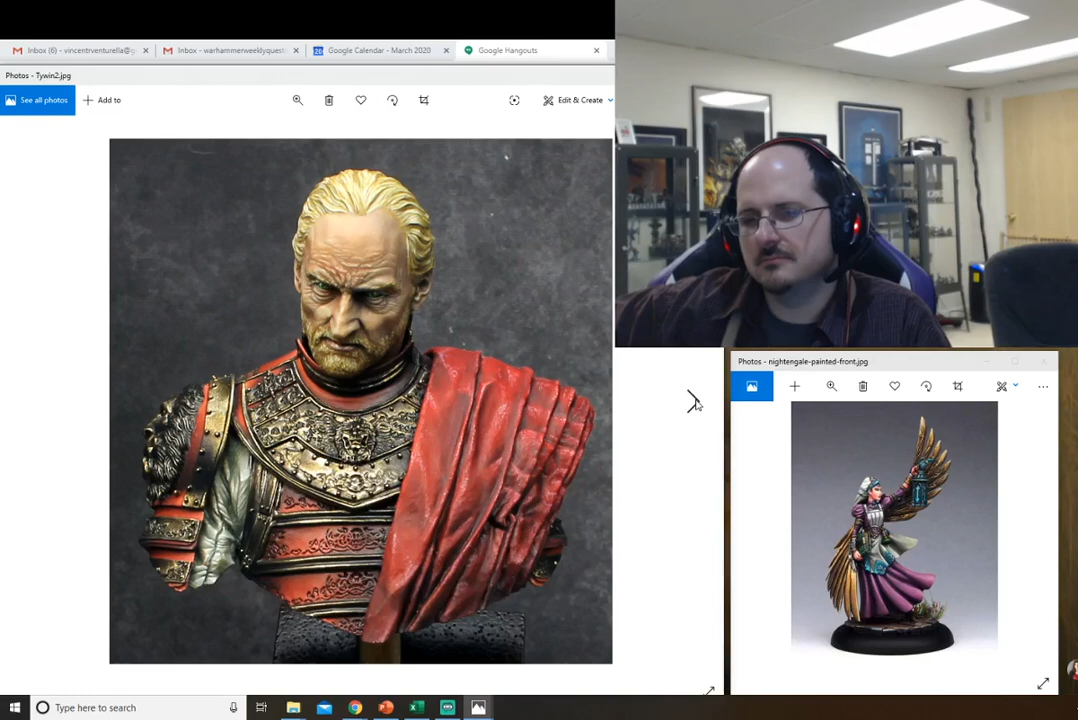 Inbox (6) - vincentrventurella@g
Inbox - warhammerweeklyquest
Google Calendar - March 2020
Google Hangouts
Photos - Tywin2.jpg
See all photos
Add to
Edit & Create
Photos - nightengale-painted-front.jpg
Type here to search